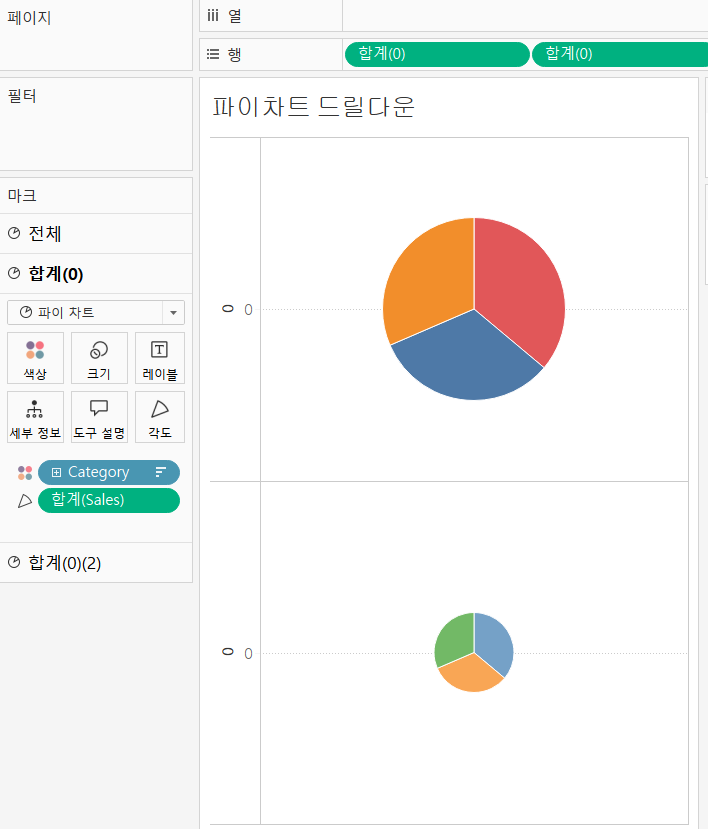 페이지
iii 열
행 합계(0) 합계(0)
필터
파이차트 드릴다운
마크
전체
합계(0)
파이 차트
색상 크기 레이블
세부 정보 도구 설명 각도
Category
합계(Sales)
합계(0)(2)
0 0
0 0